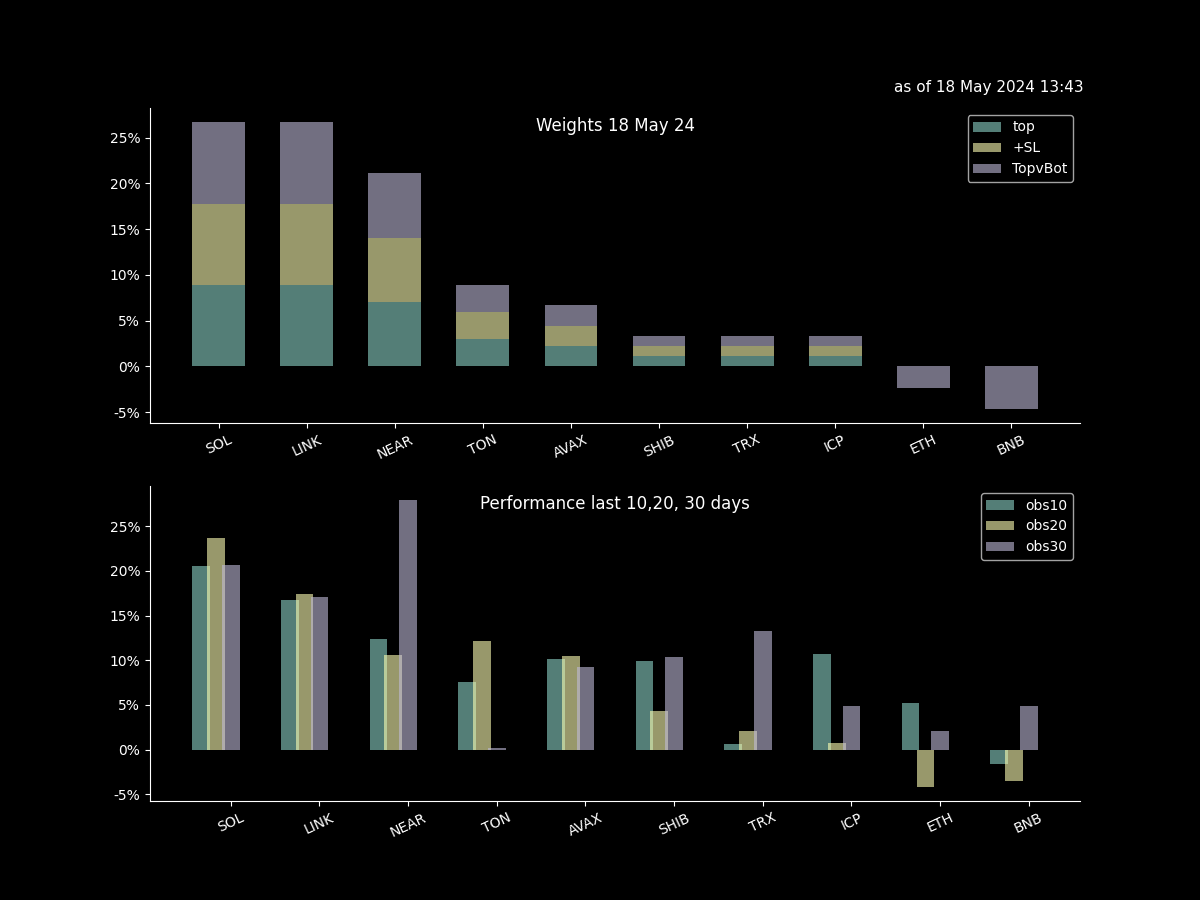 as of 18 May 2024 13:43
Weights 18 May 24
top
+SL
TopvBot
25%
20%
15%
10%
5%
0%
-5%
SOL LINK NEAR TON AVAX SHIB TRX ICP ETH BNB
Performance last 10,20, 30 days
obs10
obs20
obs30
25%
20%
15%
10%
5%
0%
-5%
SOL LINK NEAR TON AVAX SHIB TRX ICP ETH BNB